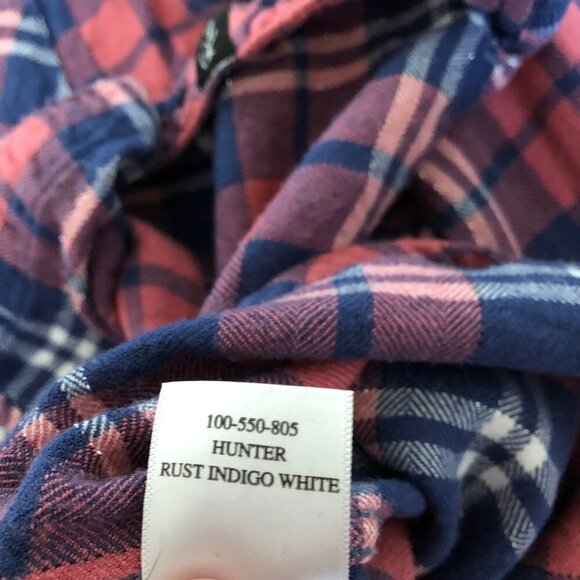 100-550-805
HUNTER
RUST INDIGO WHITE